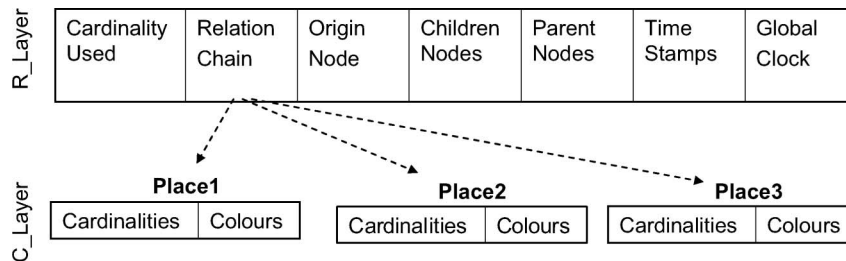 R_Layer
Cardinality Used
Relation Chain
Origin Node
Children Nodes
Parent Nodes
Time Stamps
Global Clock
C_Layer
Place1
Cardinalities Colours
Place2
Cardinalities Colours
Place3
Cardinalities Colours